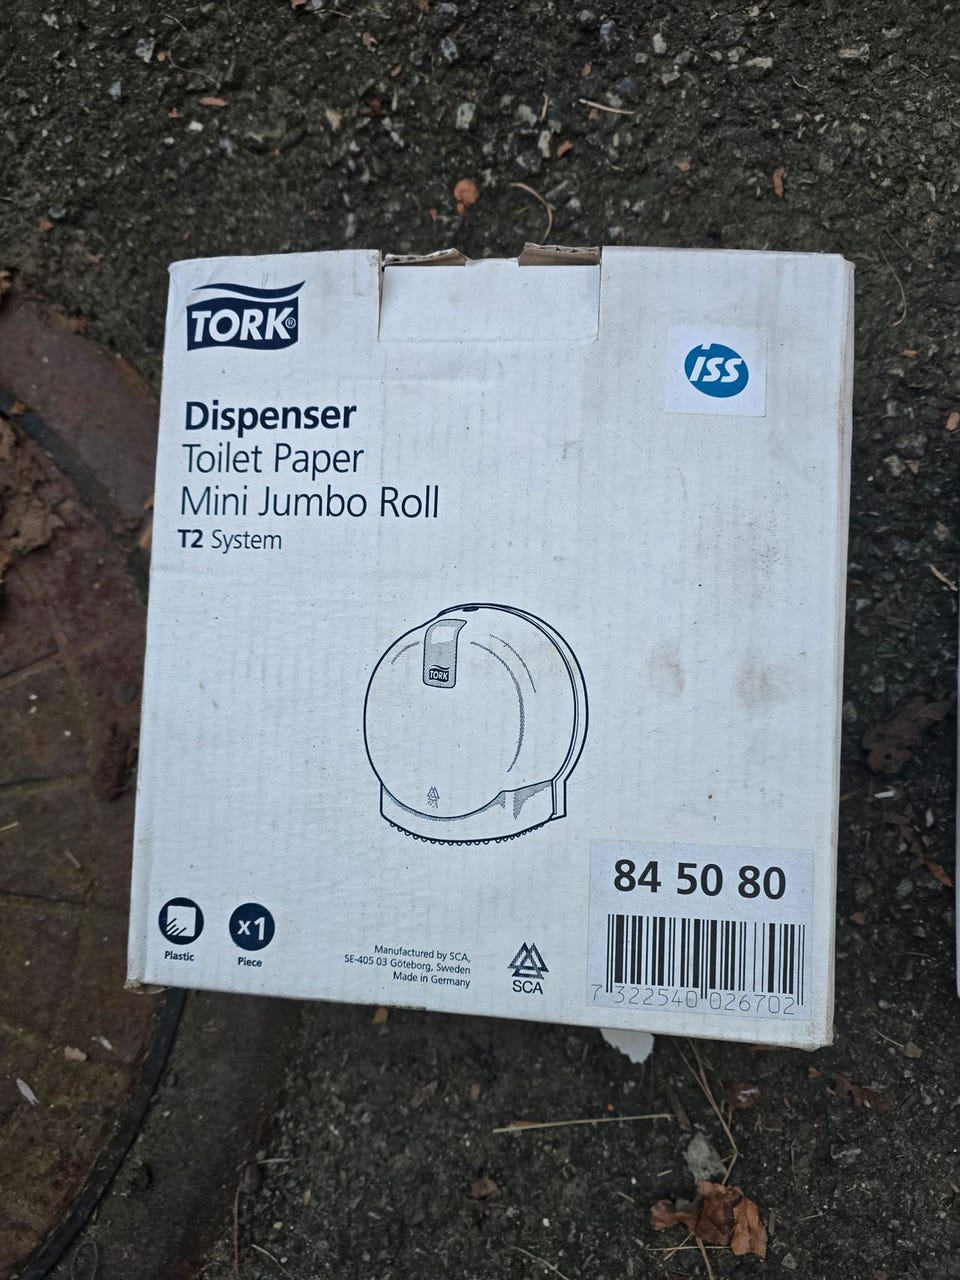 TORK®
ISS
Dispenser
Toilet Paper
Mini Jumbo Roll
T2 System
TORK
84 50 80
x1
Plastic
Piece
Manufactured by SCA,
SE-405 03 Göteborg, Sweden
Made in Germany
SCA
7 322540 026702